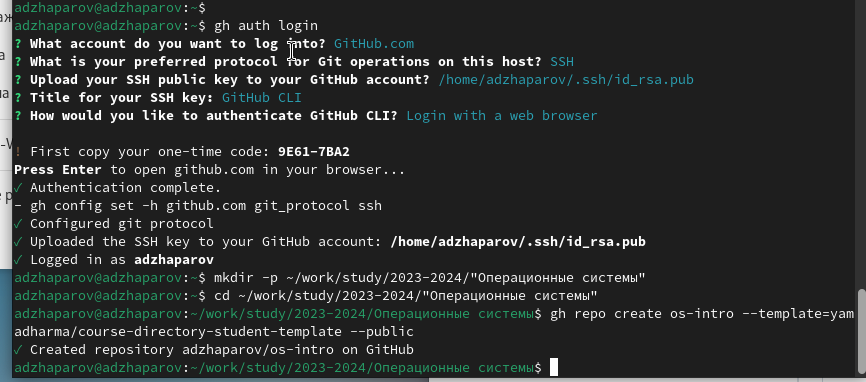 adzhaparov@adzhaparov:~$
adzhaparov@adzhaparov:~$ gh auth login
? What account do you want to log into? GitHub.com
? What is your preferred protocol for Git operations on this host? SSH
? Upload your SSH public key to your GitHub account? /home/adzhaparov/.ssh/id_rsa.pub
? Title for your SSH key: GitHub CLI
? How would you like to authenticate GitHub CLI? Login with a web browser
! First copy your one-time code: 9E61-7BA2
Press Enter to open github.com in your browser...
✓ Authentication complete.
- gh config set -h github.com git_protocol ssh
✓ Configured git protocol
✓ Uploaded the SSH key to your GitHub account: /home/adzhaparov/.ssh/id_rsa.pub
✓ Logged in as adzhaparov
adzhaparov@adzhaparov:~$ mkdir -p ~/work/study/2023-2024/"Операционные системы"
adzhaparov@adzhaparov:~$ cd ~/work/study/2023-2024/"Операционные системы"
adzhaparov@adzhaparov:~/work/study/2023-2024/Операционные системы$ gh repo create os-intro --template=yam
adharma/course-directory-student-template --public
✓ Created repository adzhaparov/os-intro on GitHub
adzhaparov@adzhaparov:~/work/study/2023-2024/Операционные системы$